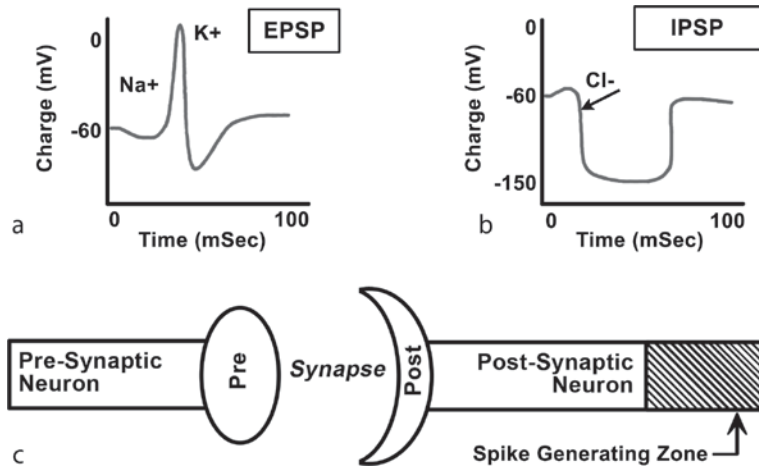 EPSP
K+
Na+
0
-60
Charge (mV)
0
100
Time (mSec)
a
IPSP
0
Cl-
-60
-150
Charge (mV)
0
100
Time (mSec)
b
Pre-Synaptic
Neuron
Pre
Synapse
Post
Post-Synaptic
Neuron
Spike Generating Zone
c